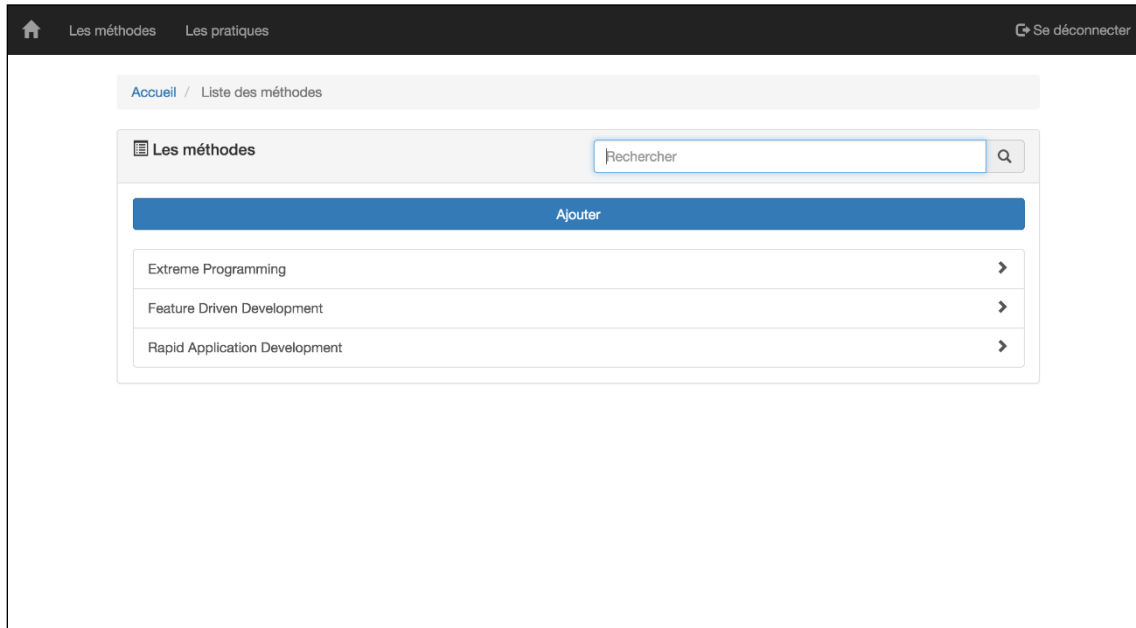 Les méthodes Les pratiques Se déconnecter
Accueil / Liste des méthodes
Les méthodes Rechercher
Ajouter
Extreme Programming
Feature Driven Development
Rapid Application Development